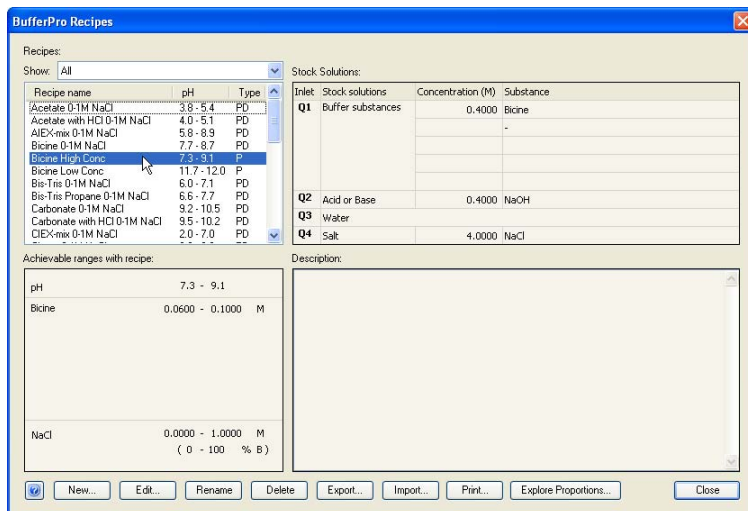 BufferPro Recipes
Recipes:
Show: All
Recipe name pH Type
Acetate 0-1M NaCl 3.8 - 5.4 PD
Acetate with HCl 0-1M NaCl 4.0 - 5.1 PD
AIEX-mix 0-1M NaCl 5.8 - 8.9 PD
Bicine 0-1M NaCl 7.7 - 8.7 PD
Bicine High Conc 7.3 - 9.1 P
Bicine Low Conc 11.7 - 12.0 P
Bis-Tris 0-1M NaCl 6.0 - 7.1 PD
Bis-Tris Propane 0-1M NaCl 6.6 - 7.7 PD
Carbonate 0-1M NaCl 9.2 - 10.5 PD
Carbonate with HCl 0-1M NaCl 9.5 - 10.2 PD
CIEX-mix 0-1M NaCl 2.0 - 7.0 PD
Stock Solutions:
Inlet Stock solutions Concentration (M) Substance
Q1 Buffer substances 0.4000 Bicine
-
Q2 Acid or Base 0.4000 NaOH
Q3 Water
Q4 Salt 4.0000 NaCl
Achievable ranges with recipe:
pH 7.3 - 9.1
Bicine 0.0600 - 0.1000 M
NaCl 0.0000 - 1.0000 M
( 0 - 100 % B )
Description:
New... Edit... Rename Delete Export... Import... Print... Explore Proportions... Close